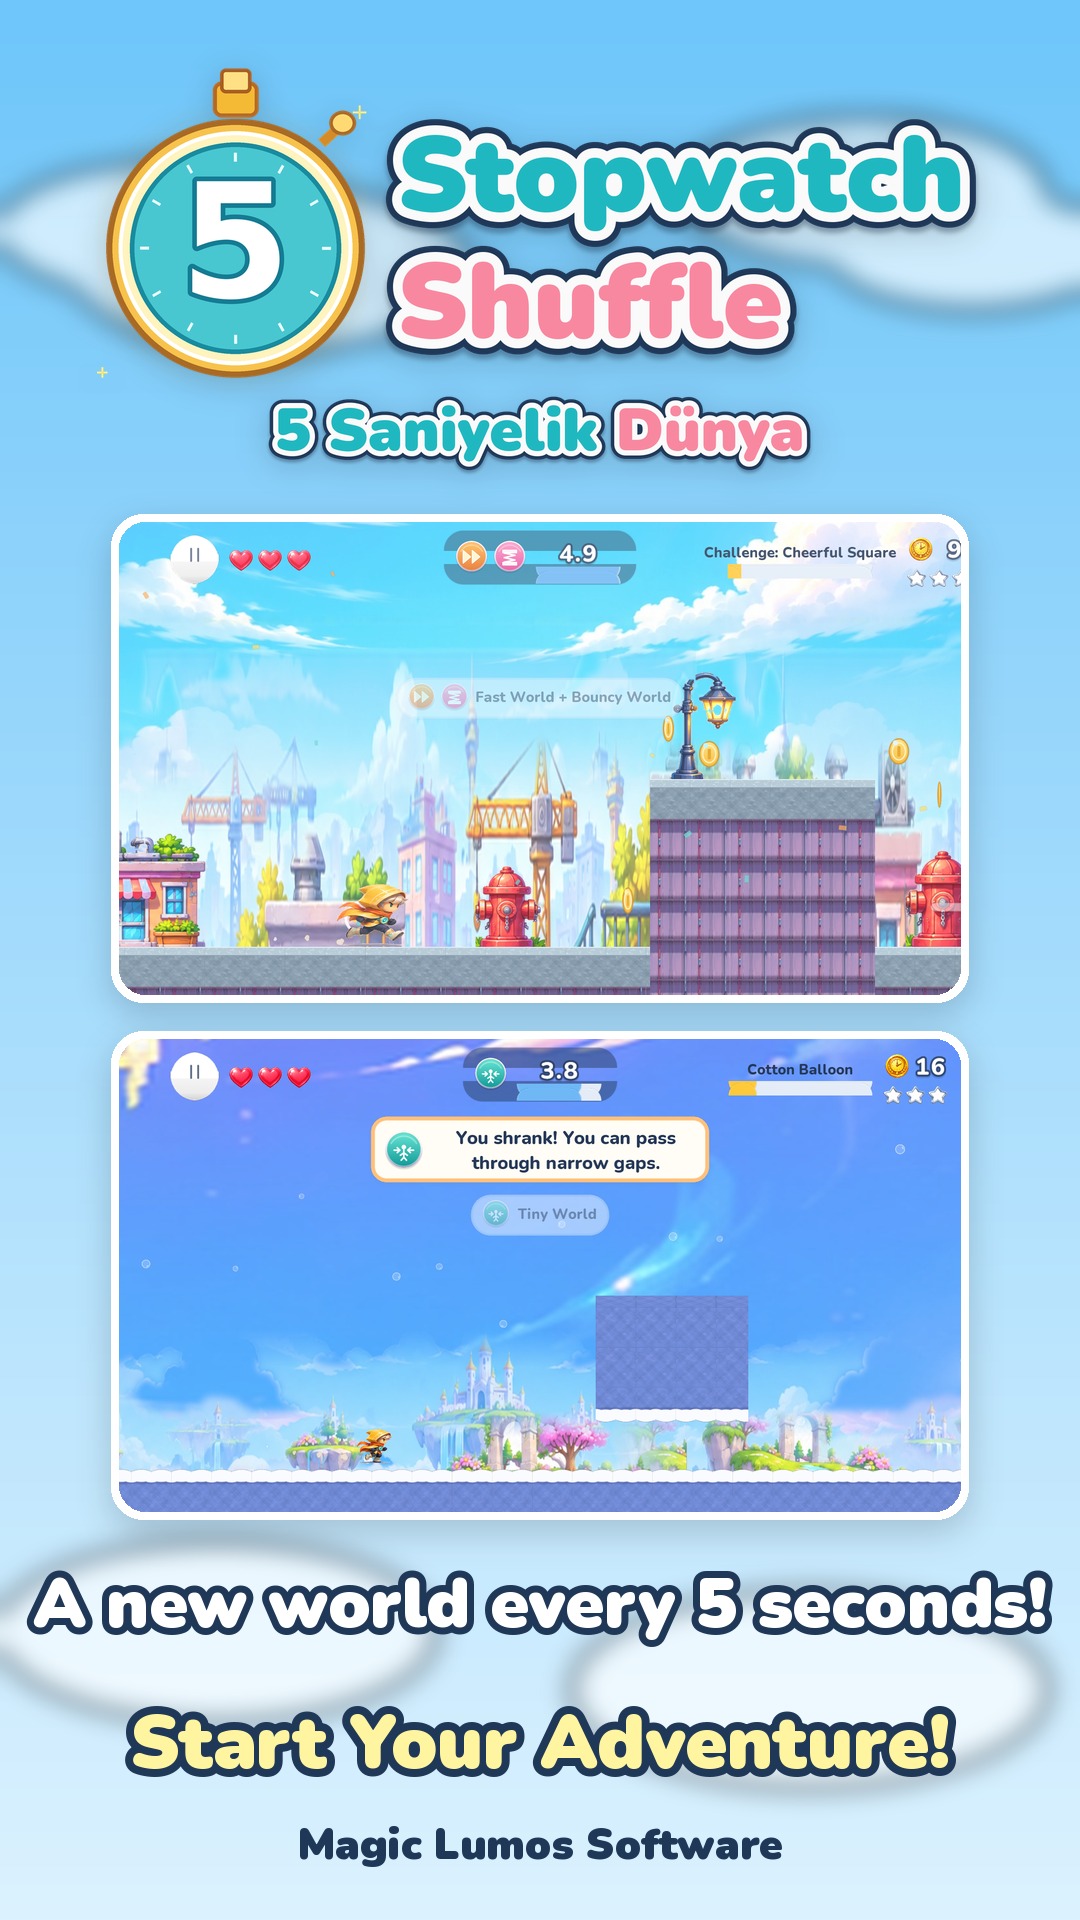 5
Stopwatch
Shuffle
5 Saniyelik Dünya
4.9
Challenge: Cheerful Square
9
Fast World + Bouncy World
3.8
Cotton Balloon
16
You shrank! You can pass
through narrow gaps.
Tiny World
A new world every 5 seconds!
Start Your Adventure!
Magic Lumos Software